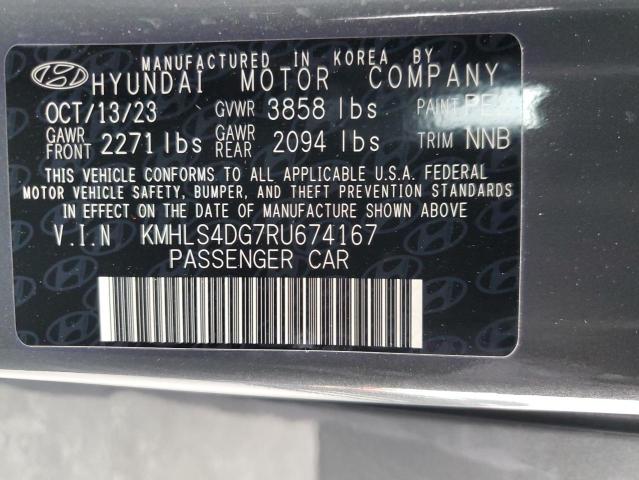 MANUFACTURED IN KOREA BY
HYUNDAI MOTOR COMPANY
OCT/13/23 GVWR 3858 lbs PAINT PE
GAWR FRONT 2271 lbs GAWR REAR 2094 lbs TRIM NNB
THIS VEHICLE CONFORMS TO ALL APPLICABLE U.S.A. FEDERAL
MOTOR VEHICLE SAFETY, BUMPER, AND THEFT PREVENTION STANDARDS
IN EFFECT ON THE DATE OF MANUFACTURE SHOWN ABOVE
V.I.N KMHLS4DG7RU674167
PASSENGER CAR